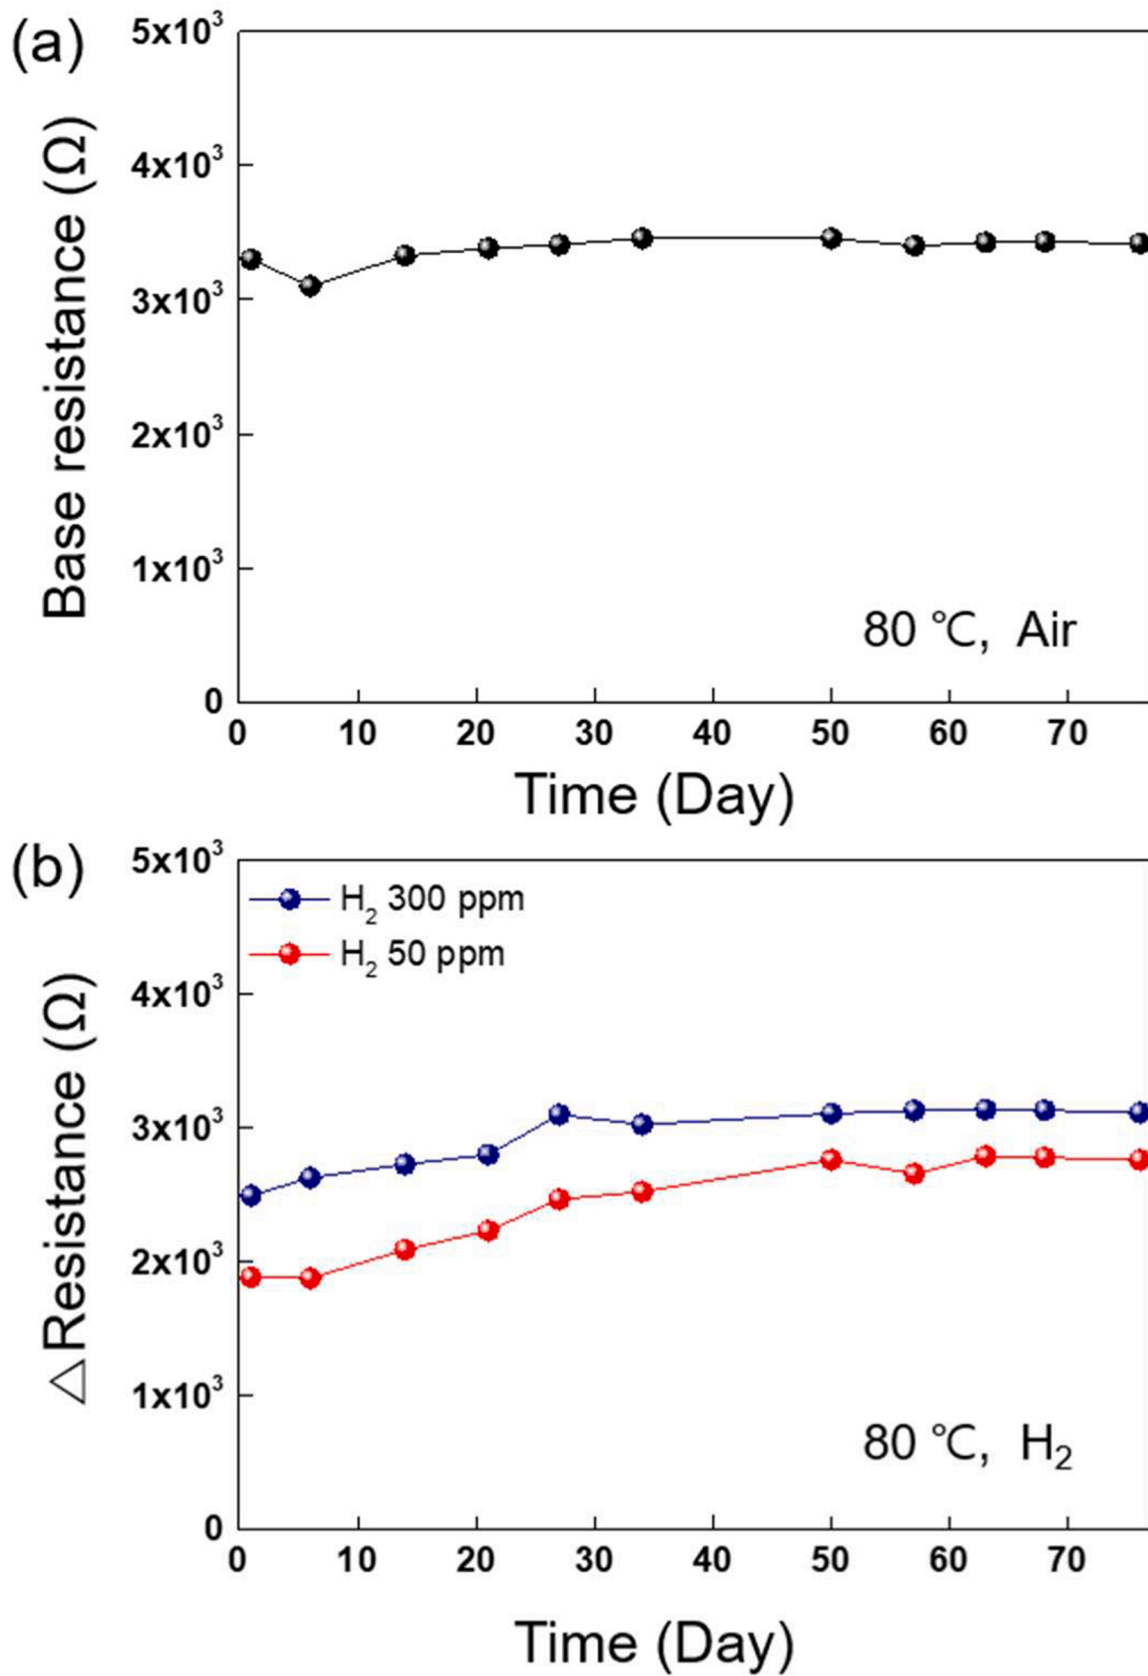 (a)
Base resistance (Ω)
5x10³
4x10³
3x10³
2x10³
1x10³
0
80 ℃, Air
0 10 20 30 40 50 60 70
Time (Day)
(b)
△Resistance (Ω)
5x10³
4x10³
3x10³
2x10³
1x10³
0
H₂ 300 ppm
H₂ 50 ppm
80 ℃, H₂
0 10 20 30 40 50 60 70
Time (Day)